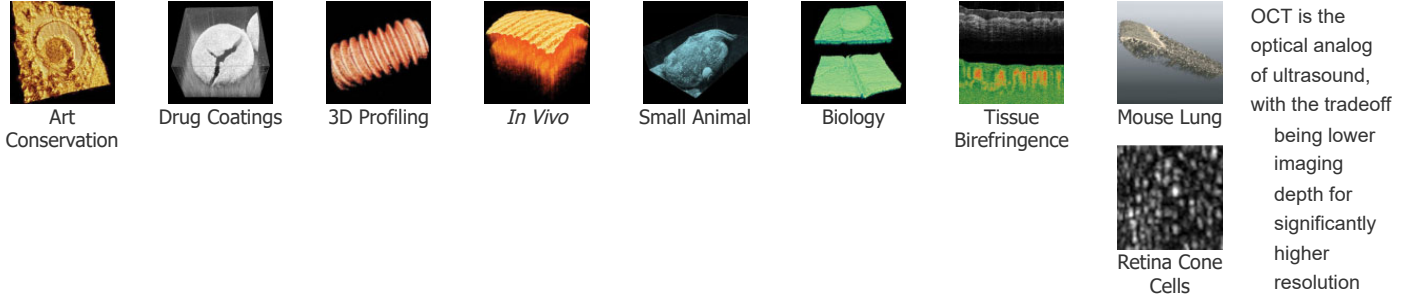 Art
Conservation
Drug Coatings
3D Profiling
In Vivo
Small Animal
Biology
Tissue
Birefringence
Mouse Lung
Retina Cone
Cells
OCT is the
optical analog
of ultrasound,
with the tradeoff
being lower
imaging
depth for
significantly
higher
resolution